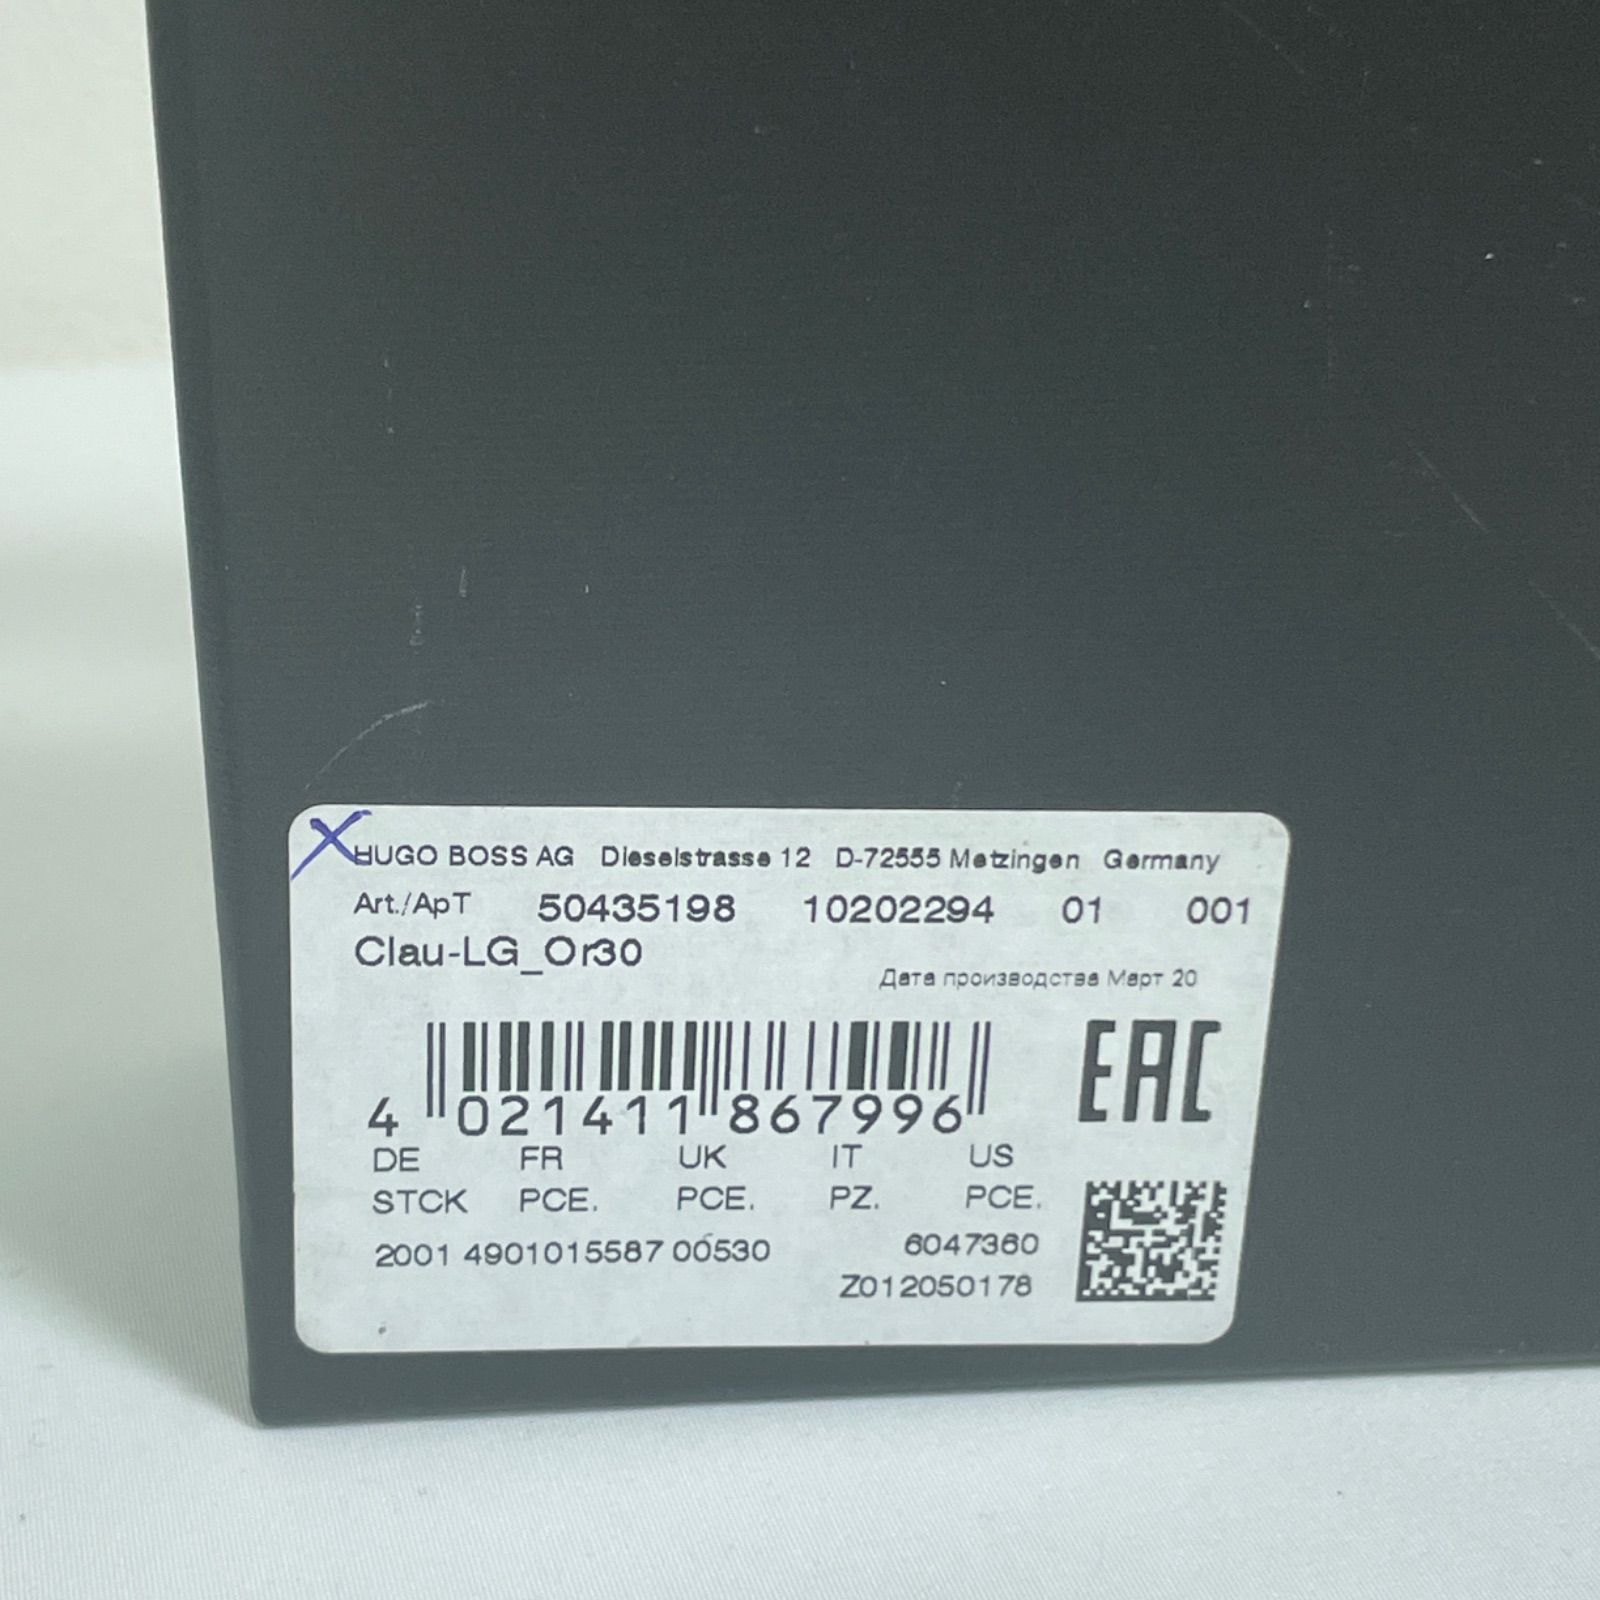 X
HUGO BOSS AG Dieselstrasse 12 D-72555 Metzingen Germany
Art./АрТ 50435198 10202294 01 001
Clau-LG_Or30
Дата производства Март 20
EAC
4 021411 867996
DE FR UK IT US
STCK PCE. PCE. PZ. PCE.
2001 4901015587 00530 6047360
Z012050178